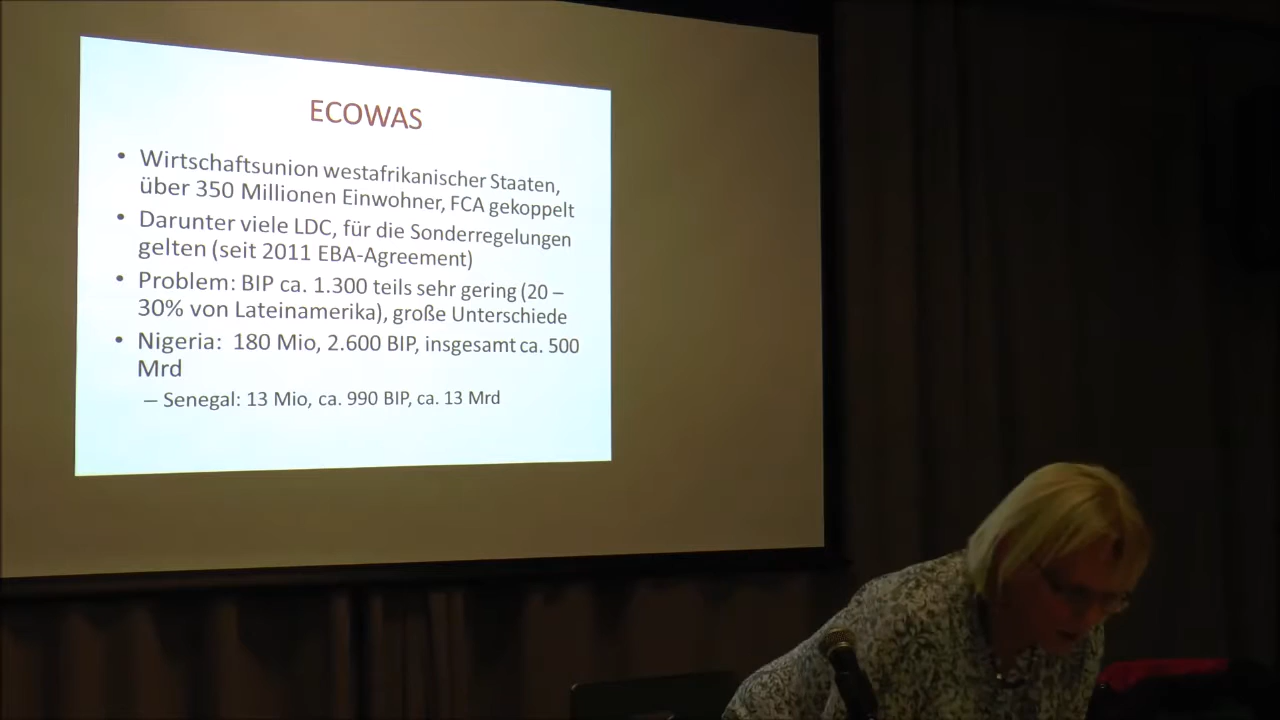 ECOWAS
• Wirtschaftsunion westafrikanischer Staaten,
über 350 Millionen Einwohner, FCA gekoppelt
• Darunter viele LDC, für die Sonderregelungen
gelten (seit 2011 EBA-Agreement)
• Problem: BIP ca. 1.300 teils sehr gering (20 –
30% von Lateinamerika), große Unterschiede
• Nigeria: 180 Mio, 2.600 BIP, insgesamt ca. 500
Mrd
– Senegal: 13 Mio, ca. 990 BIP, ca. 13 Mrd